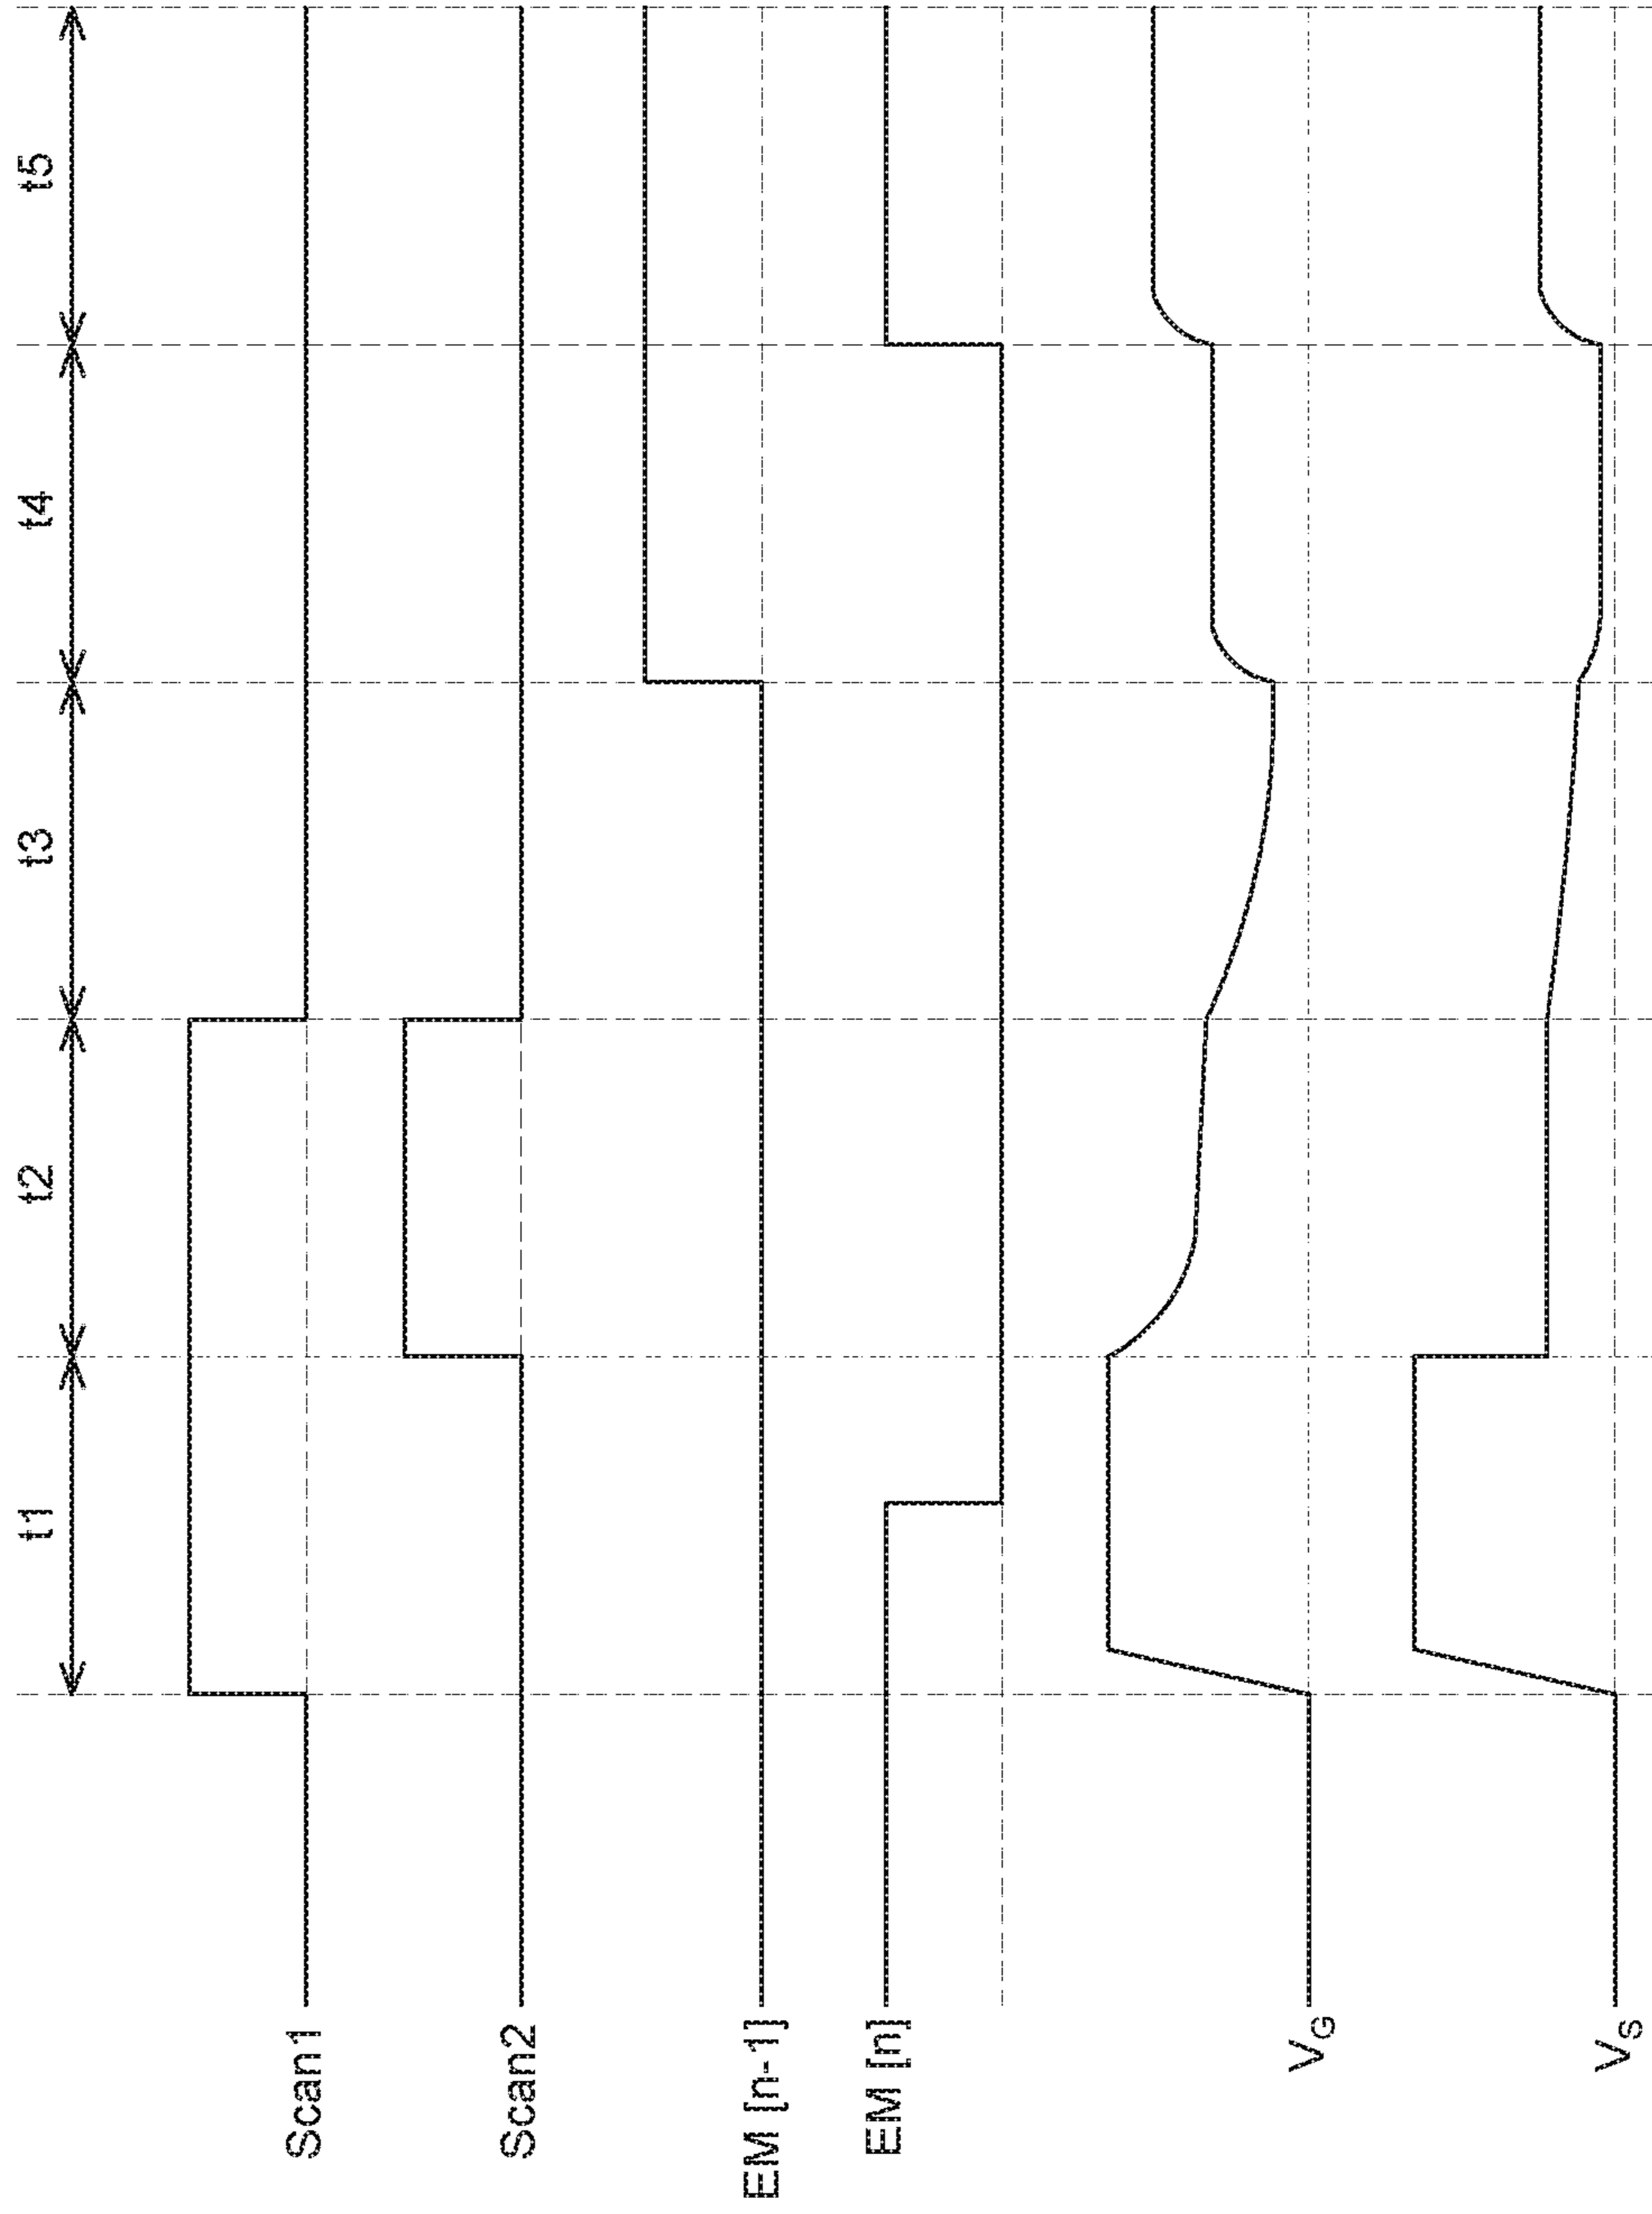 t1 t2 t3 t4 t5
Scan1
Scan2
EM [n-1]
EM [n]
VG
VS